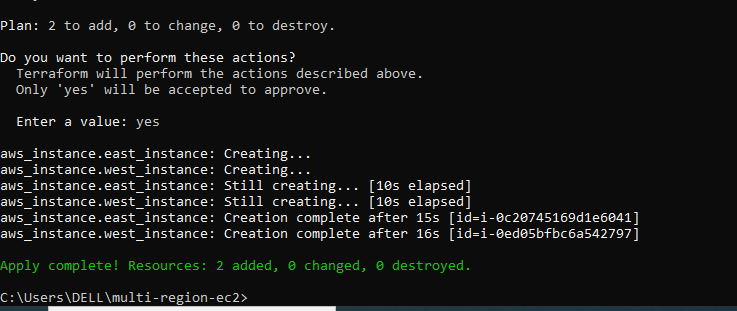 Plan: 2 to add, 0 to change, 0 to destroy.
Do you want to perform these actions?
Terraform will perform the actions described above.
Only 'yes' will be accepted to approve.
Enter a value: yes
aws_instance.east_instance: Creating...
aws_instance.west_instance: Creating...
aws_instance.east_instance: Still creating... [10s elapsed]
aws_instance.west_instance: Still creating... [10s elapsed]
aws_instance.east_instance: Creation complete after 15s [id=i-0c20745169d1e6041]
aws_instance.west_instance: Creation complete after 16s [id=i-0ed05bfbc6a542797]
Apply complete! Resources: 2 added, 0 changed, 0 destroyed.
C:\Users\DELL\multi-region-ec2>